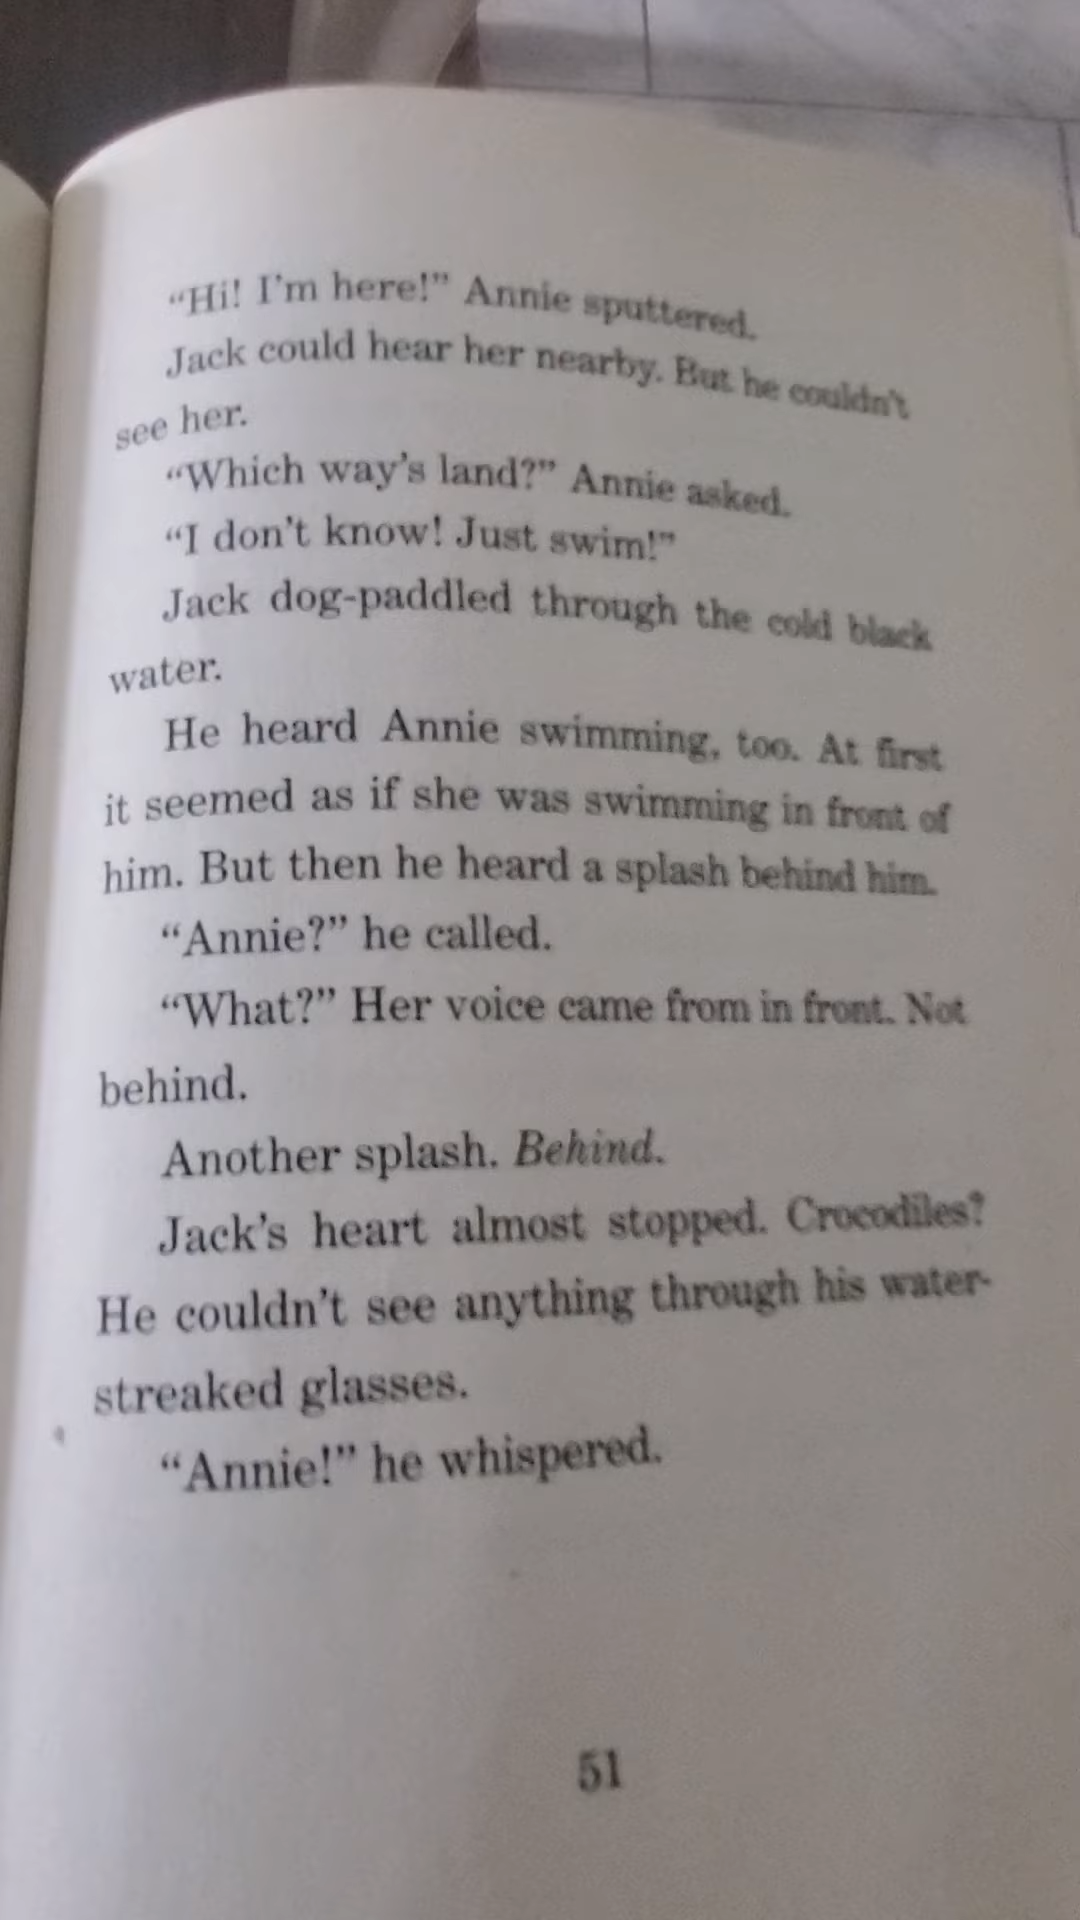 “Hi! I’m here!” Annie sputtered.
Jack could hear her nearby. But he couldn’t
see her.
“Which way’s land?” Annie asked.
“I don’t know! Just swim!”
Jack dog-paddled through the cold black
water.
He heard Annie swimming, too. At first
it seemed as if she was swimming in front of
him. But then he heard a splash behind him.
“Annie?” he called.
“What?” Her voice came from in front. Not
behind.
Another splash. Behind.
Jack’s heart almost stopped. Crocodiles?
He couldn’t see anything through his water-
streaked glasses.
“Annie!” he whispered.
51